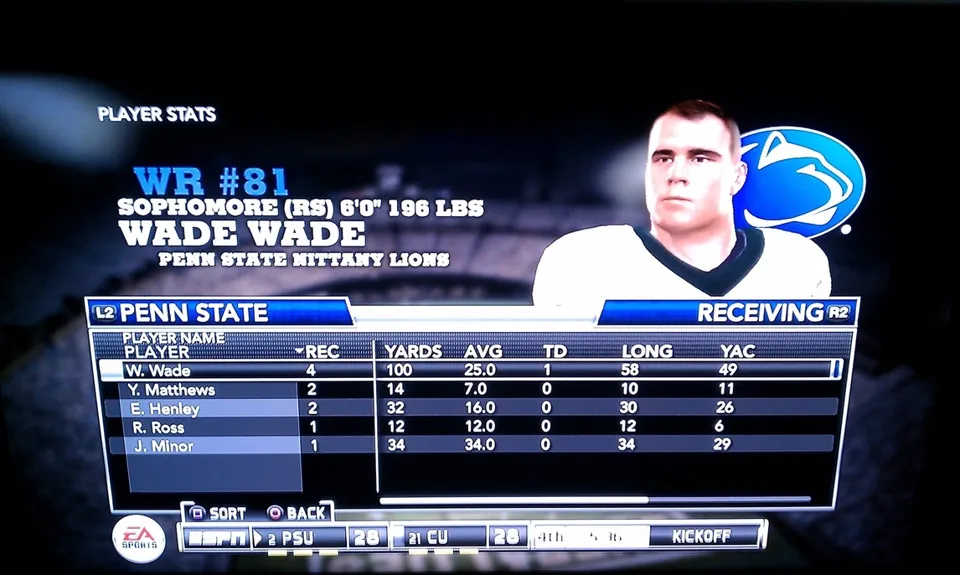 PLAYER STATS
WR #81
SOPHOMORE (RS) 6'0" 196 LBS
WADE WADE
PENN STATE NITTANY LIONS
L2 PENN STATE RECEIVING R2
PLAYER NAME
PLAYER REC YARDS AVG TD LONG YAC
W. Wade 4 100 25.0 1 58 49
Y. Matthews 2 14 7.0 0 10 11
E. Henley 2 32 16.0 0 30 26
R. Ross 1 12 12.0 0 12 6
J. Minor 1 34 34.0 0 34 29
SORT BACK
EA SPORTS ESPN 2 PSU 28 21 CU 28 4th 5:36 KICKOFF